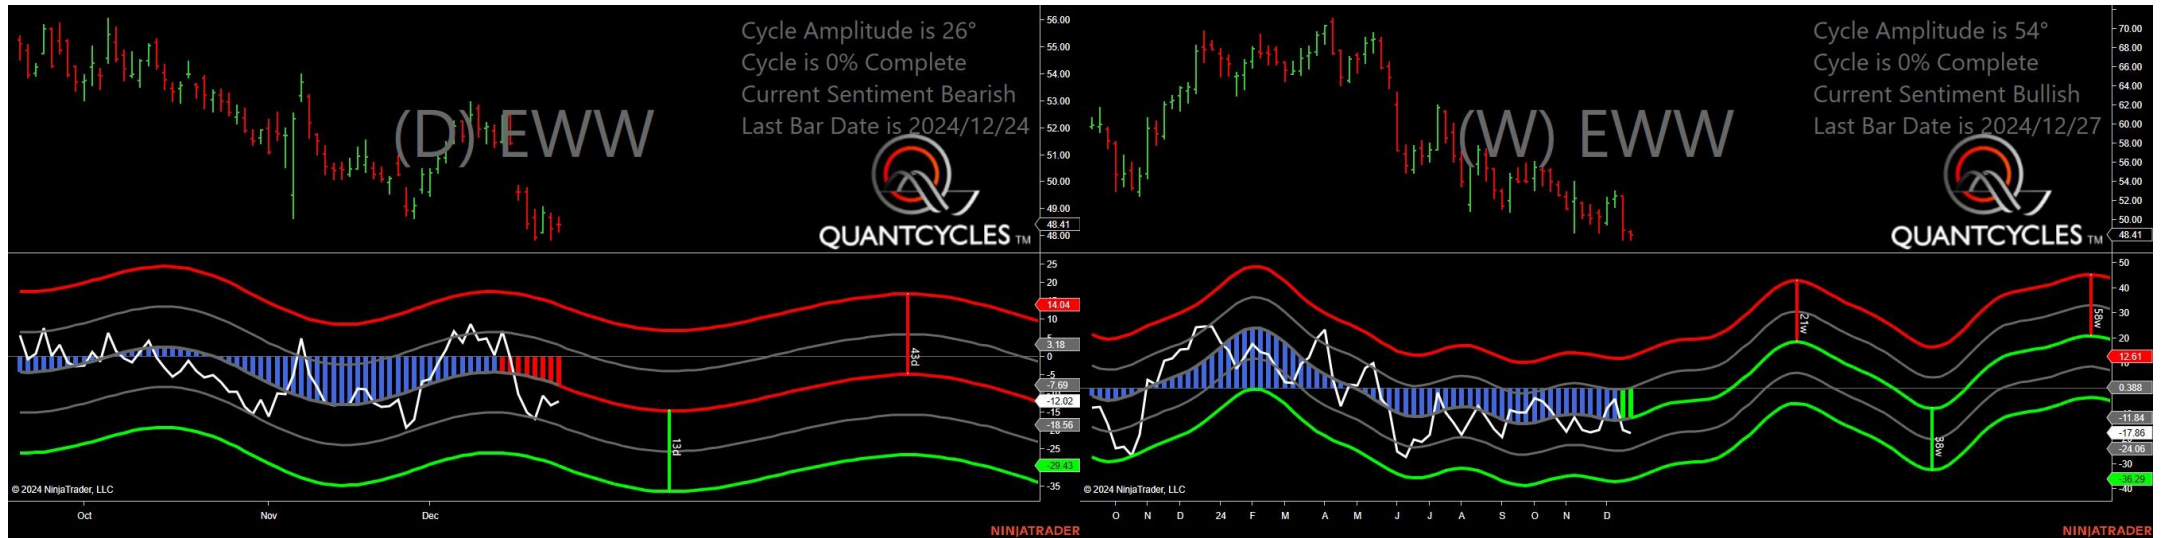 Cycle Amplitude is 26°
Cycle is 0% Complete
Current Sentiment Bearish
Last Bar Date is 2024/12/24
(D) EWW
QUANTCYCLES TM
56.00
55.00
54.00
53.00
52.00
51.00
50.00
49.00
48.41
48.00
25
20
14.04
10
3.18
0
-5
-7.69
-12.02
-15
-18.56
-25
-29.43
-35
43d
13d
© 2024 NinjaTrader, LLC
Oct Nov Dec
NINJATRADER
Cycle Amplitude is 54°
Cycle is 0% Complete
Current Sentiment Bullish
Last Bar Date is 2024/12/27
(W) EWW
QUANTCYCLES TM
70.00
68.00
66.00
64.00
62.00
60.00
58.00
56.00
54.00
52.00
50.00
48.41
50
40
30
20
12.61
10
0.388
-11.84
-17.86
-24.06
-30
-36.29
-40
21w
58w
© 2024 NinjaTrader, LLC
O N D 24 F M A M J J A S O N D
NINJATRADER